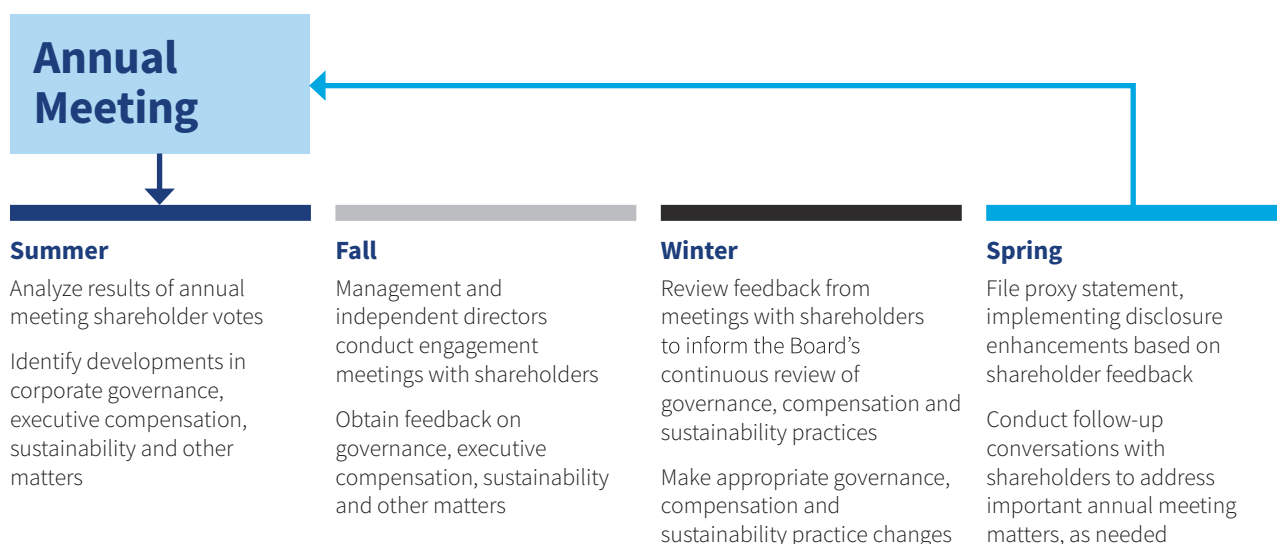 Annual
Meeting
Summer
Analyze results of annual
meeting shareholder votes
Identify developments in
corporate governance,
executive compensation,
sustainability and other
matters
Fall
Management and
independent directors
conduct engagement
meetings with shareholders
Obtain feedback on
governance, executive
compensation, sustainability
and other matters
Winter
Review feedback from
meetings with shareholders
to inform the Board’s
continuous review of
governance, compensation and
sustainability practices
Make appropriate governance,
compensation and
sustainability practice changes
Spring
File proxy statement,
implementing disclosure
enhancements based on
shareholder feedback
Conduct follow-up
conversations with
shareholders to address
important annual meeting
matters, as needed